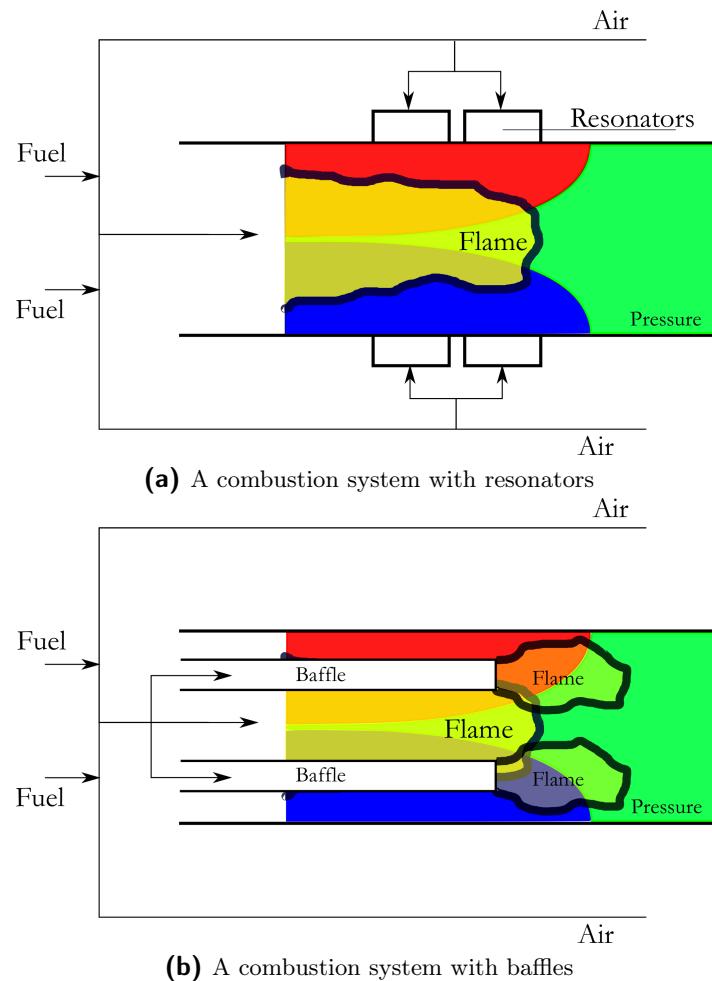 Air
Resonators
Fuel
Flame
Fuel
Pressure
Air
(a) A combustion system with resonators
Air
Fuel
Baffle
Flame
Flame
Baffle
Flame
Fuel
Pressure
Air
(b) A combustion system with baffles